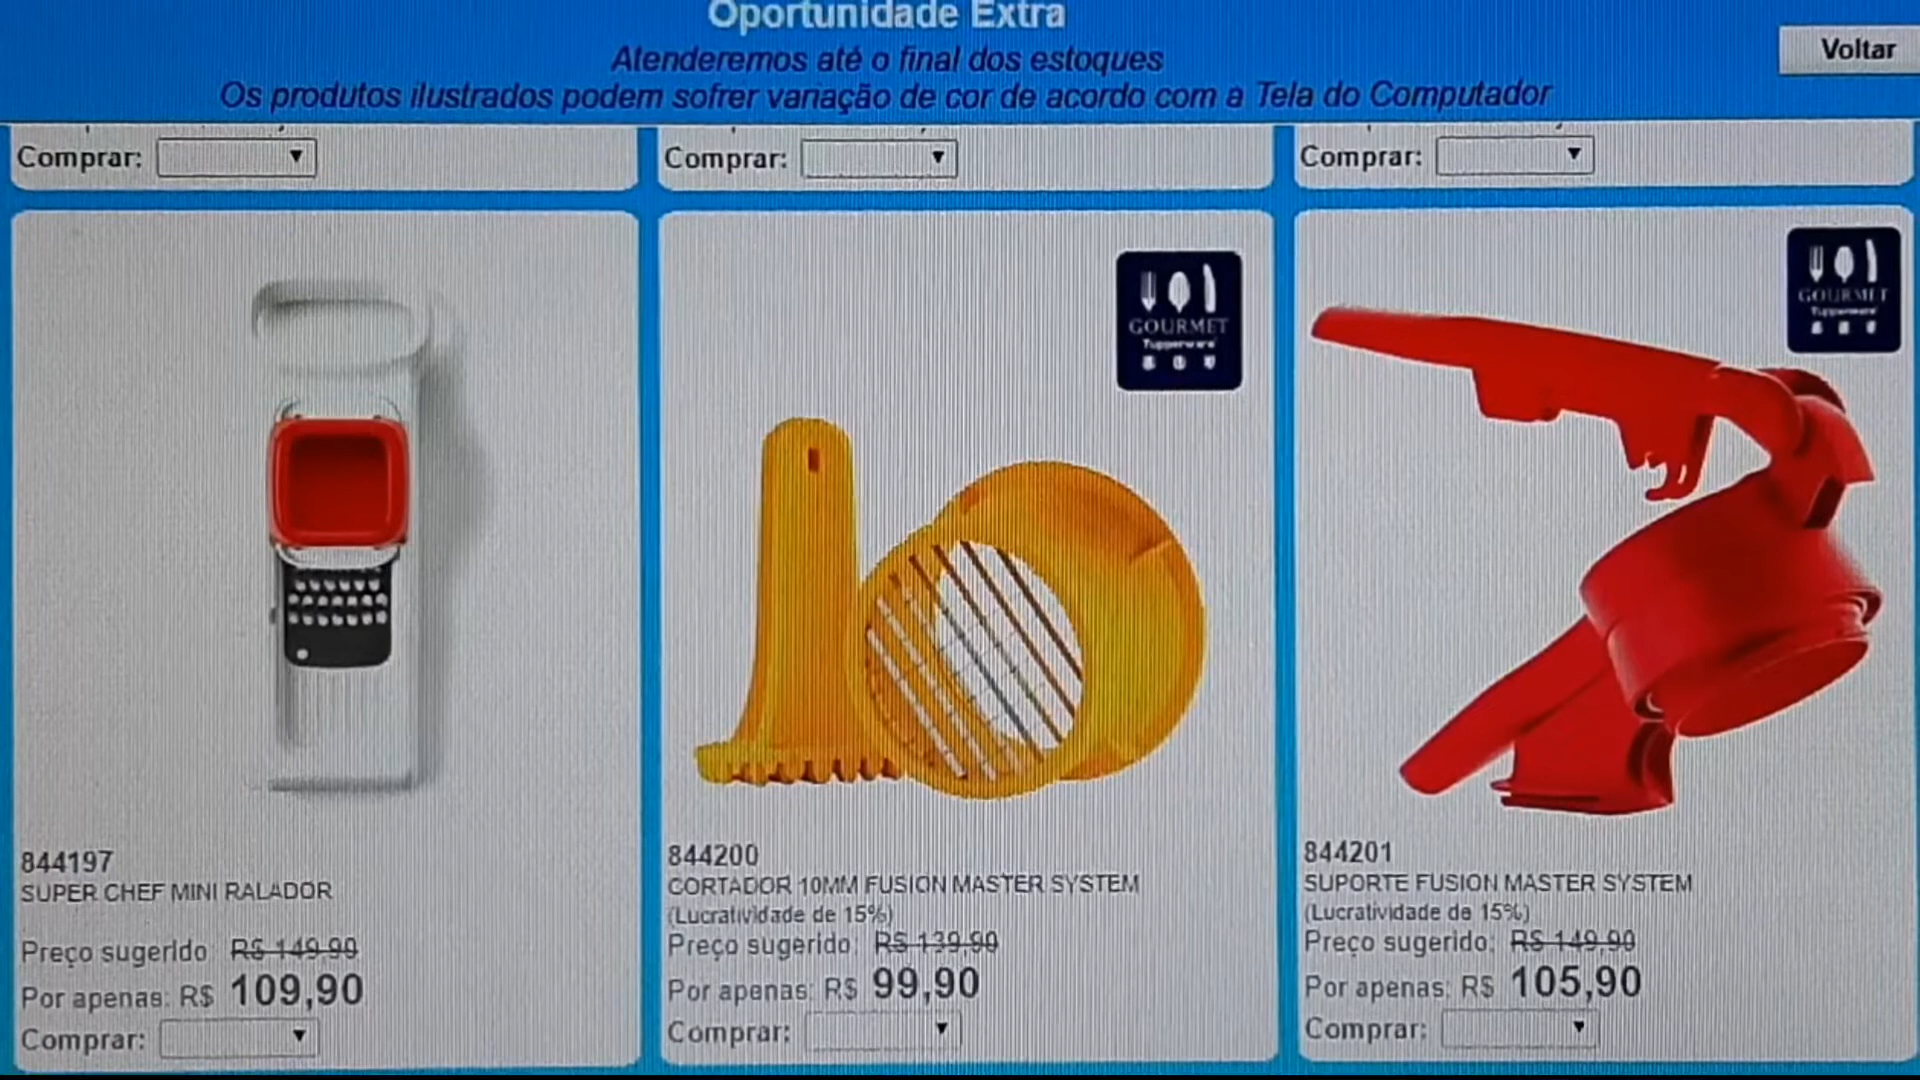 Oportunidade Extra
Atenderemos até o final dos estoques
Os produtos ilustrados podem sofrer variação de cor de acordo com a Tela do Computador
Voltar
Comprar:
Comprar:
Comprar:
GOURMET
Tupperware
GOURMET
Tupperware
844197
SUPER CHEF MINI RALADOR
Preço sugerido R$ 149,90
Por apenas: R$ 109,90
Comprar:
844200
CORTADOR 10MM FUSION MASTER SYSTEM
(Lucratividade de 15%)
Preço sugerido: R$ 139,90
Por apenas: R$ 99,90
Comprar:
844201
SUPORTE FUSION MASTER SYSTEM
(Lucratividade de 15%)
Preço sugerido: R$ 149,90
Por apenas: R$ 105,90
Comprar: